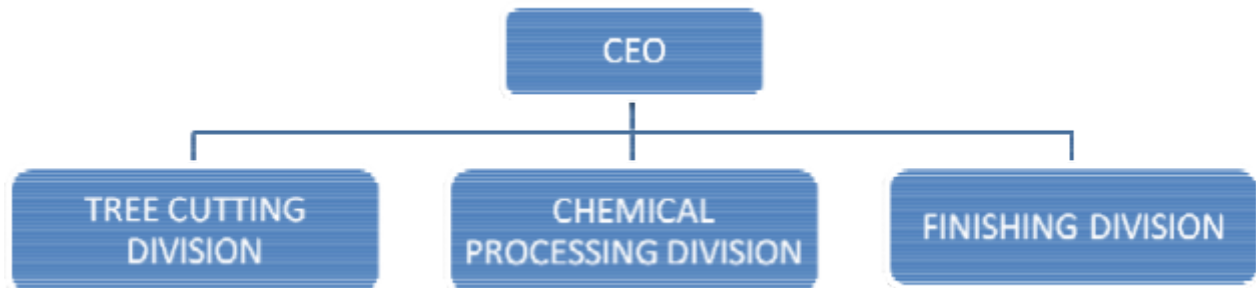 CEO
TREE CUTTING
DIVISION
CHEMICAL
PROCESSING DIVISION
FINISHING DIVISION